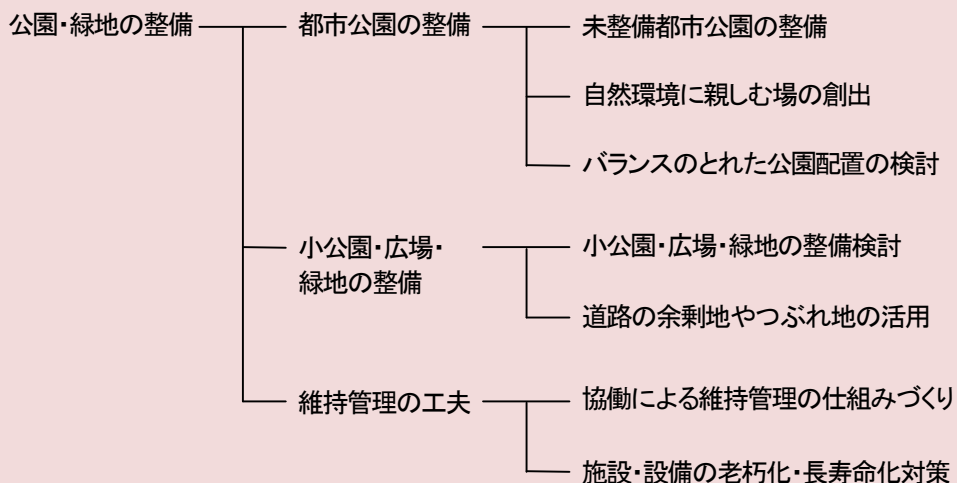 公園・緑地の整備
都市公園の整備
未整備都市公園の整備
自然環境に親しむ場の創出
バランスのとれた公園配置の検討
小公園・広場・
緑地の整備
小公園・広場・緑地の整備検討
道路の余剰地やつぶれ地の活用
維持管理の工夫
協働による維持管理の仕組みづくり
施設・設備の老朽化・長寿命化対策